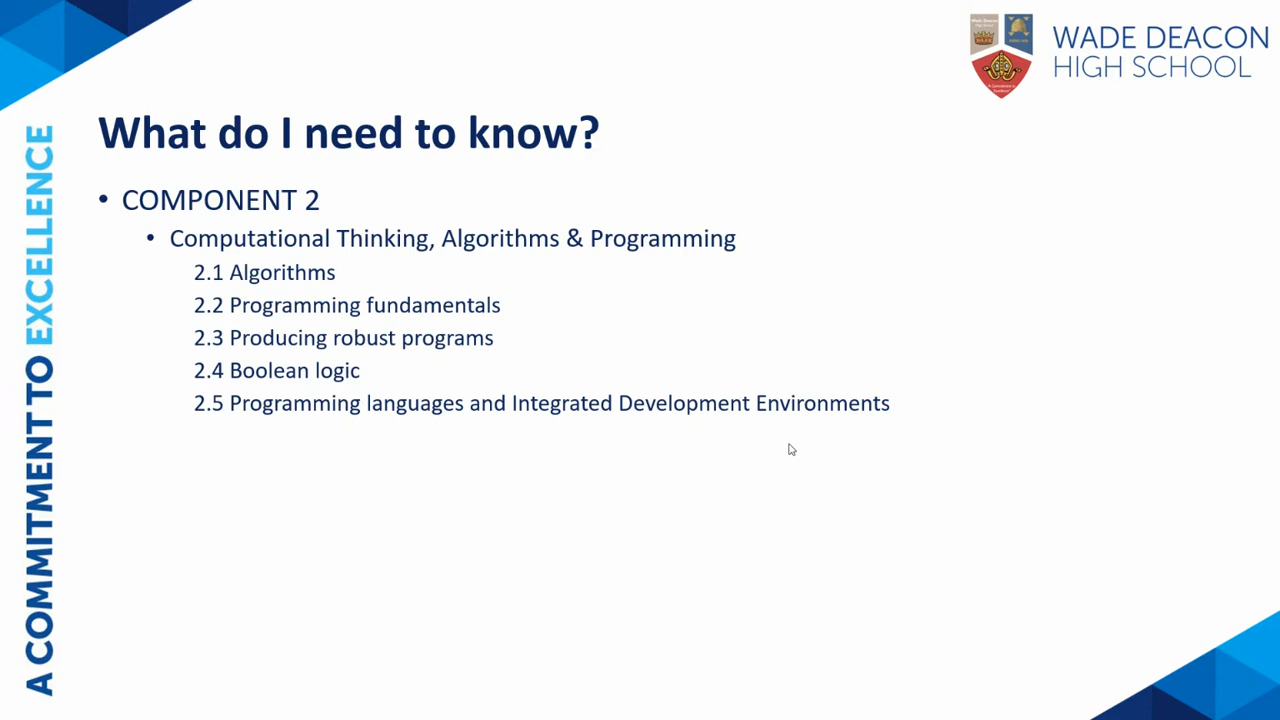 WADE DEACON
HIGH SCHOOL
A COMMITMENT TO EXCELLENCE
What do I need to know?
• COMPONENT 2
• Computational Thinking, Algorithms & Programming
2.1 Algorithms
2.2 Programming fundamentals
2.3 Producing robust programs
2.4 Boolean logic
2.5 Programming languages and Integrated Development Environments